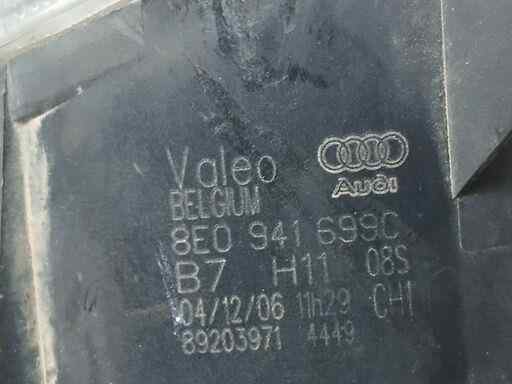 Valeo
Audi
BELGIUM
8E0 941 699C
B7 H11 08S
04/12/06 11h29 CH1
89203971 4449